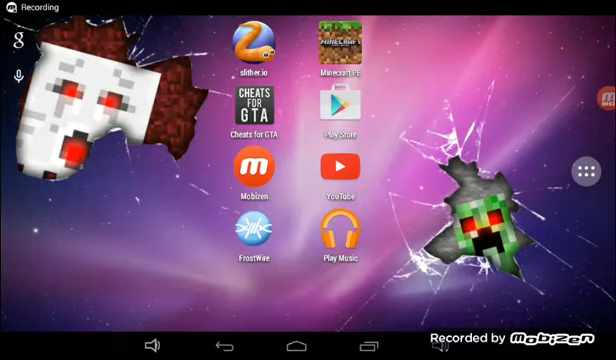 Recording
g
slither.io
MINECRAFT
Minecraft PE
CHEATS
FOR
GTA
Cheats for GTA
Play Store
m
Mobizen
YouTube
FrostWire
Play Music
Recorded by MOBIZEN